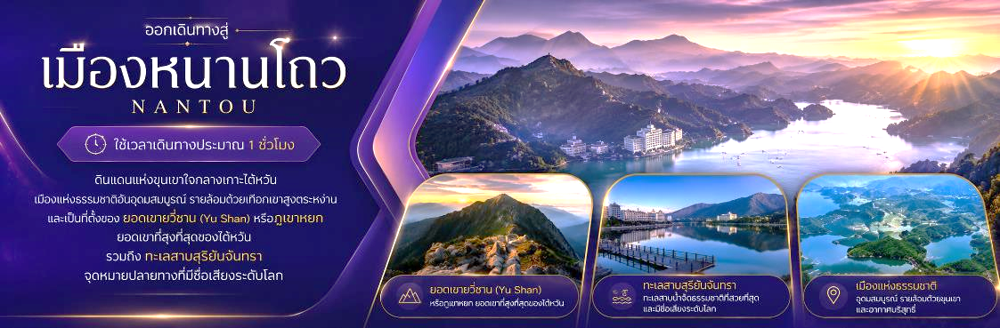 ออกเดินทางสู่
เมืองหนานโถว
NANTOU
ใช้เวลาเดินทางประมาณ 1 ชั่วโมง
ดินแดนแห่งขุนเขาใจกลางเกาะไต้หวัน
เมืองแห่งธรรมชาติอันอุดมสมบูรณ์ รายล้อมด้วยเทือกเขาสูงตระหง่าน
และเป็นที่ตั้งของ ยอดเขายวี่ซาน (Yu Shan) หรือภูเขาหยก
ยอดเขาที่สูงที่สุดของไต้หวัน
รวมถึง ทะเลสาบสุริยันจันทรา
จุดหมายปลายทางที่มีชื่อเสียงระดับโลก
ยอดเขายวี่ซาน (Yu Shan)
หรือภูเขาหยก ยอดเขาที่สูงที่สุดของไต้หวัน
ทะเลสาบสุริยันจันทรา
ทะเลสาบน้ำจืดธรรมชาติที่สวยที่สุด
และมีชื่อเสียงระดับโลก
เมืองแห่งธรรมชาติ
อุดมสมบูรณ์ รายล้อมด้วยขุนเขา
และอากาศบริสุทธิ์